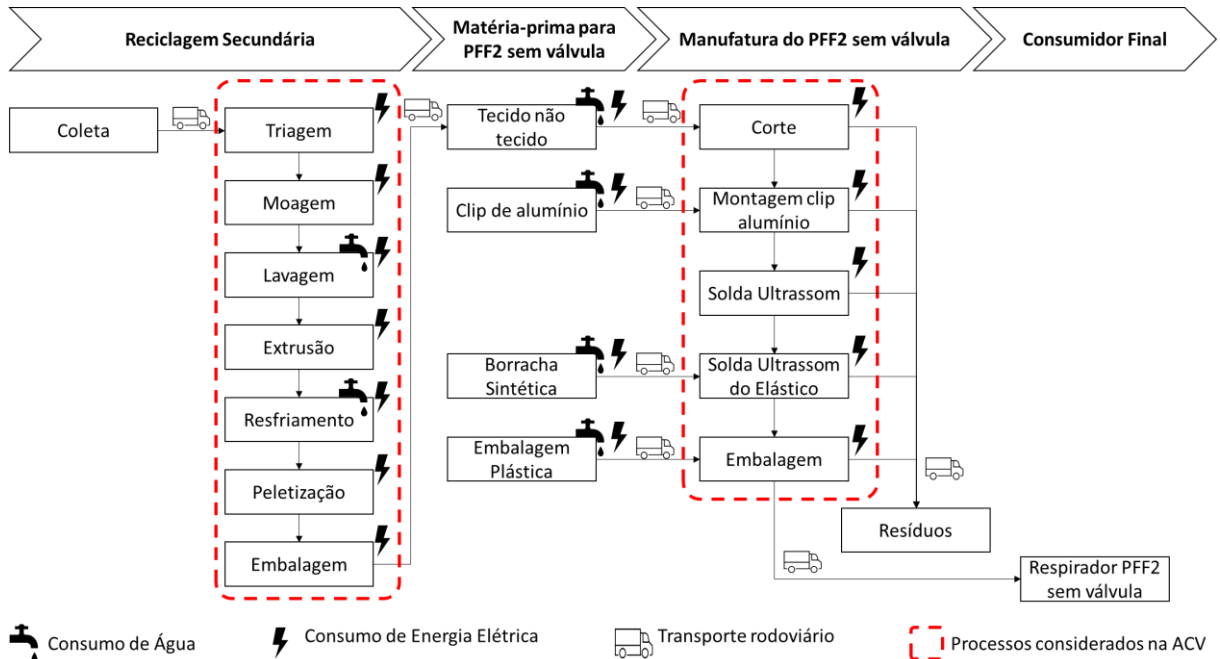 Reciclagem Secundária
Matéria-prima para
PFF2 sem válvula
Manufatura do PFF2 sem válvula
Consumidor Final
Coleta
Triagem
Moagem
Lavagem
Extrusão
Resfriamento
Peletização
Embalagem
Tecido não
tecido
Clip de alumínio
Borracha
Sintética
Embalagem
Plástica
Corte
Montagem clip
alumínio
Solda Ultrassom
Solda Ultrassom
do Elástico
Embalagem
Resíduos
Respirador PFF2
sem válvula
Consumo de Água
Consumo de Energia Elétrica
Transporte rodoviário
Processos considerados na ACV